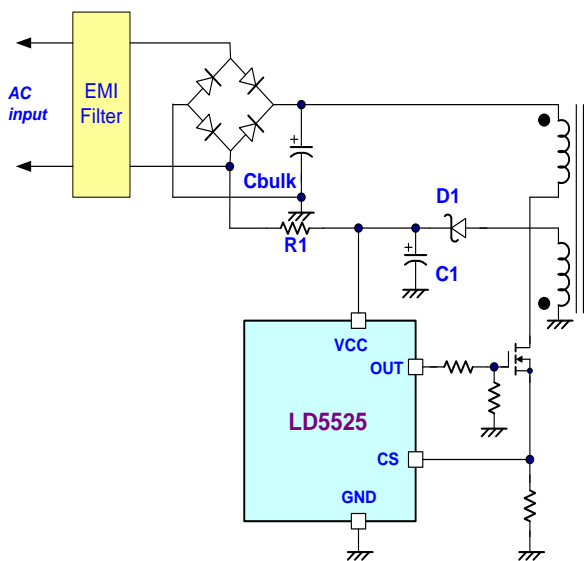 AC
input
EMI
Filter
+
Cbulk
D1
R1
+
C1
VCC
OUT
LD5525
CS
GND